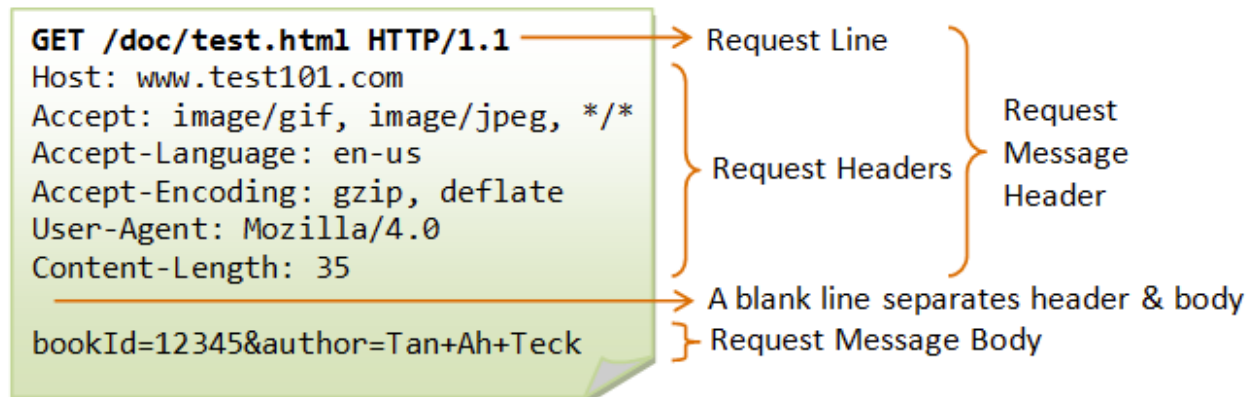 GET /doc/test.html HTTP/1.1
Request Line
Host: www.test101.com
Accept: image/gif, image/jpeg, */*
Accept-Language: en-us
Accept-Encoding: gzip, deflate
User-Agent: Mozilla/4.0
Content-Length: 35
Request Headers
Request
Message
Header
A blank line separates header & body
bookId=12345&author=Tan+Ah+Teck
Request Message Body